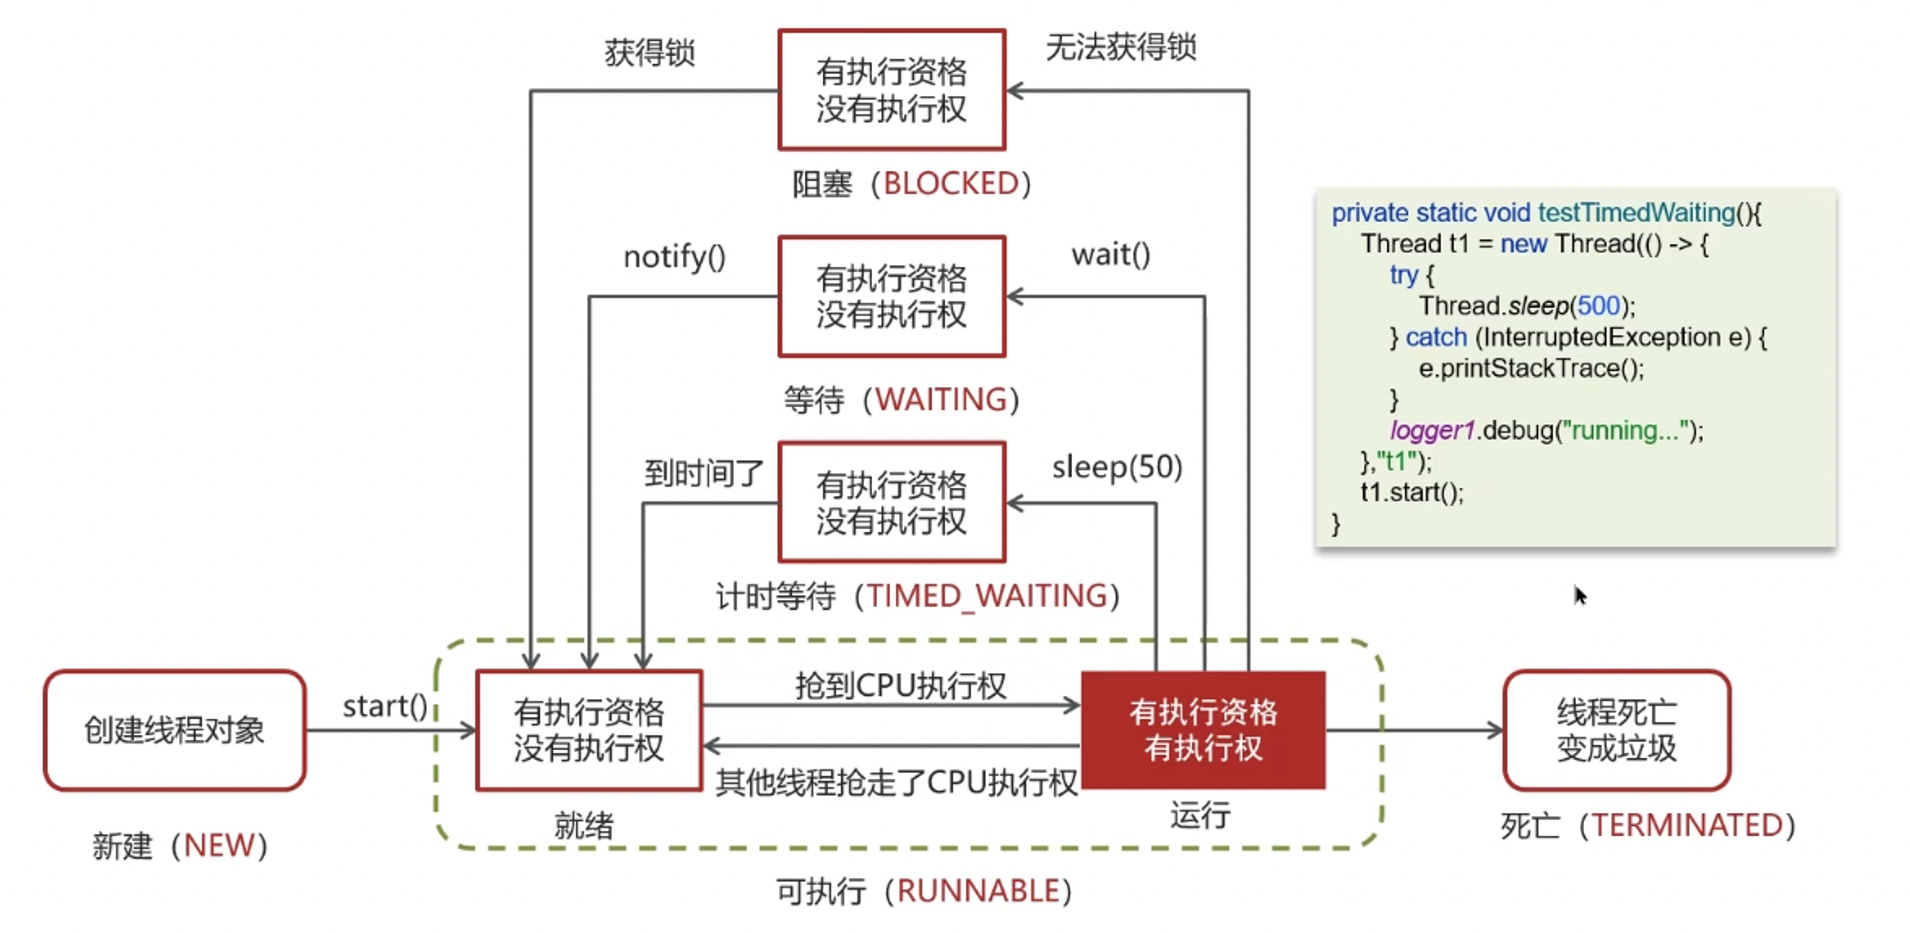 获得锁
有执行资格
没有执行权
无法获得锁
阻塞（BLOCKED）
notify()
有执行资格
没有执行权
wait()
等待（WAITING）
到时间了
有执行资格
没有执行权
sleep(50)
计时等待（TIMED_WAITING）
private static void testTimedWaiting(){
Thread t1 = new Thread(() -> {
try {
Thread.sleep(500);
} catch (InterruptedException e) {
e.printStackTrace();
}
logger1.debug("running...");
},"t1");
t1.start();
}
创建线程对象
新建（NEW）
start()
有执行资格
没有执行权
就绪
抢到CPU执行权
其他线程抢走了CPU执行权
有执行资格
有执行权
运行
可执行（RUNNABLE）
线程死亡
变成垃圾
死亡（TERMINATED）